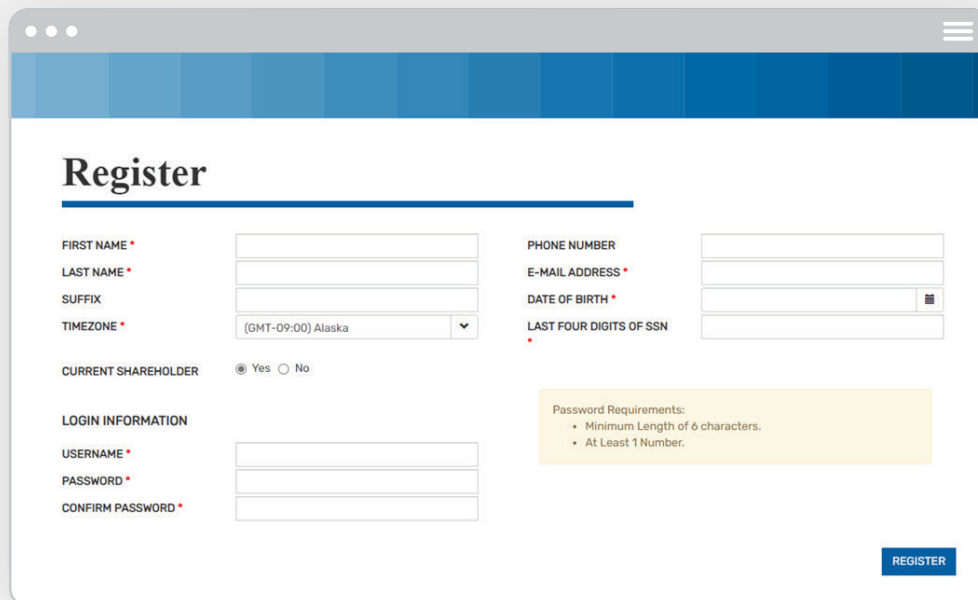 Register
FIRST NAME *
LAST NAME *
SUFFIX
TIMEZONE *
(GMT-09:00) Alaska
CURRENT SHAREHOLDER
Yes No
PHONE NUMBER
E-MAIL ADDRESS *
DATE OF BIRTH *
LAST FOUR DIGITS OF SSN
*
LOGIN INFORMATION
USERNAME *
PASSWORD *
CONFIRM PASSWORD *
Password Requirements:
• Minimum Length of 6 characters.
• At Least 1 Number.
REGISTER